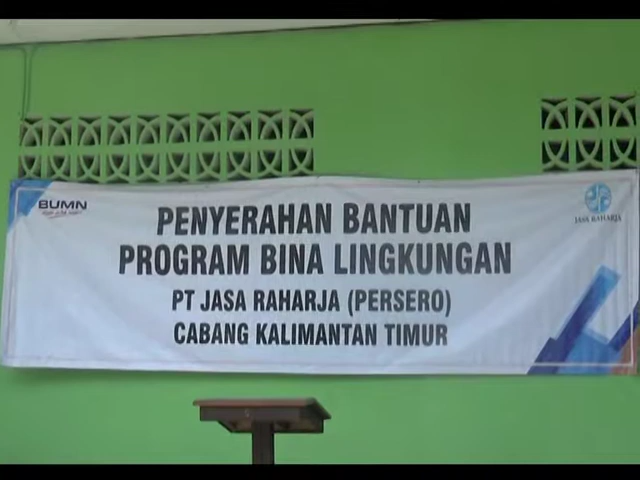 BUMN
JASA RAHARJA
PENYERAHAN BANTUAN
PROGRAM BINA LINGKUNGAN
PT JASA RAHARJA (PERSERO)
CABANG KALIMANTAN TIMUR